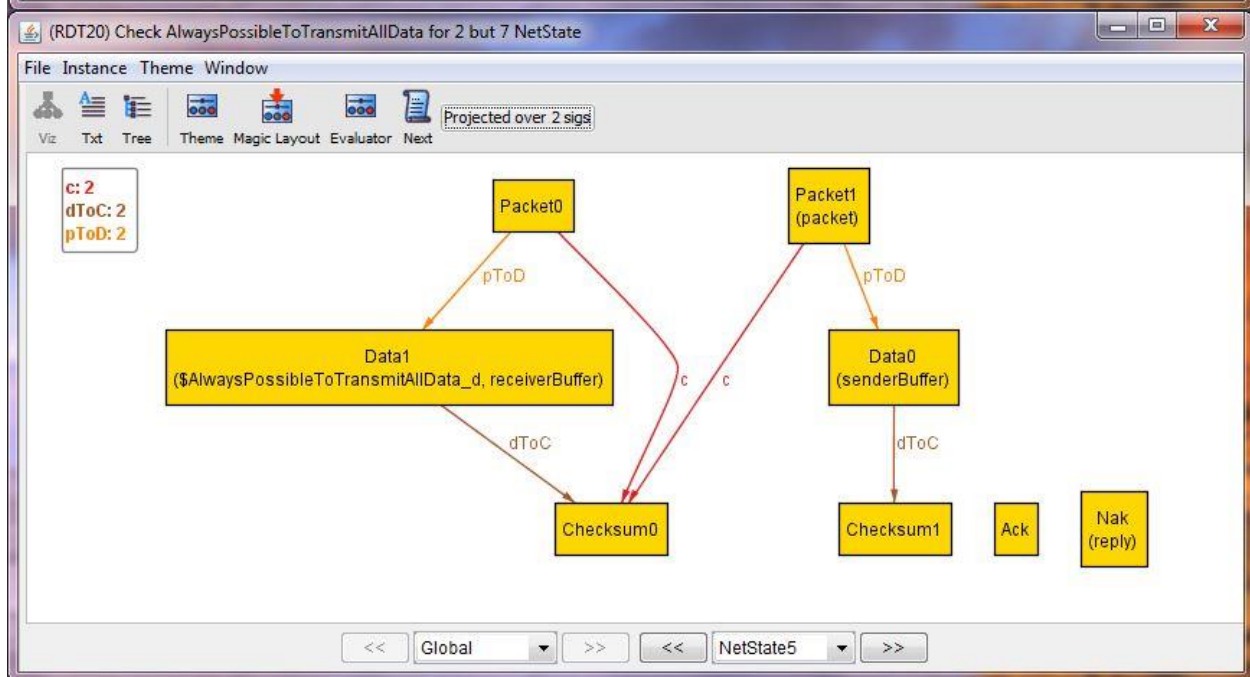 (RDT20) Check AlwaysPossibleToTransmitAllData for 2 but 7 NetState
File Instance Theme Window
Viz Txt Tree Theme Magic Layout Evaluator Next Projected over 2 sigs
c: 2
dToC: 2
pToD: 2
Packet0
Packet1
(packet)
pToD
pToD
Data1
($AlwaysPossibleToTransmitAllData_d, receiverBuffer)
Data0
(senderBuffer)
c
c
dToC
dToC
Checksum0
Checksum1
Ack
Nak
(reply)
<< Global >> << NetState5 >>